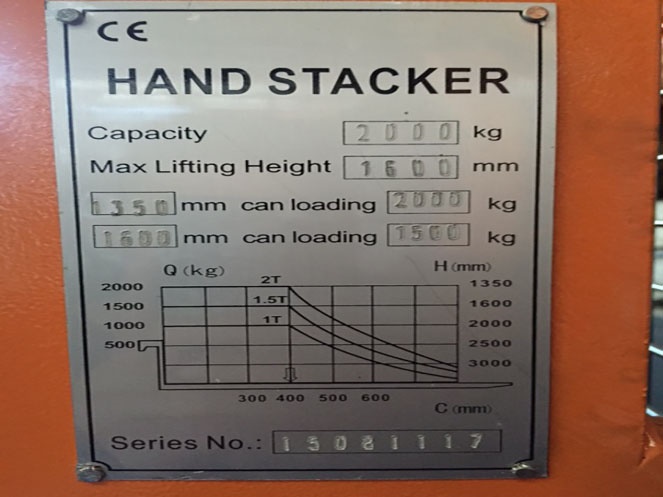 CE
HAND STACKER
Capacity 2000 kg
Max Lifting Height 1600 mm
1350 mm can loading 2000 kg
1600 mm can loading 1500 kg
Q (kg) H (mm)
2000 2T 1350
1500 1.5T 1600
1000 1T 2000
500 2500
3000
300 400 500 600
C (mm)
Series No.: 15081117